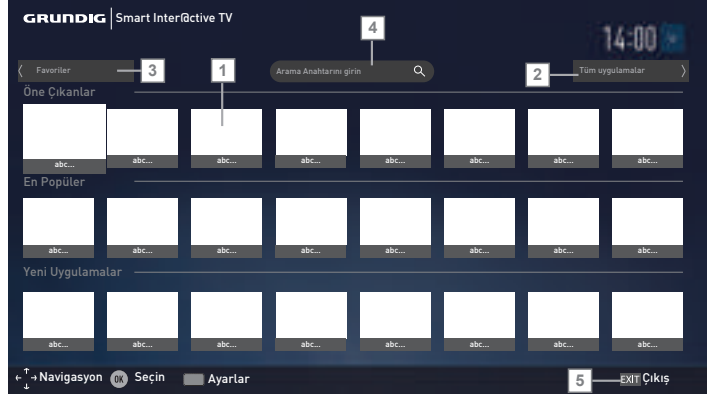 GRUNDIG Smart Inter@ctive TV
4
14:00
Favoriler 3 1 Arama Anahtarını girin 2 Tüm uygulamalar
Öne Çıkanlar
abc... abc... abc... abc... abc... abc... abc... abc...
En Popüler
abc... abc... abc... abc... abc... abc... abc... abc...
Yeni Uygulamalar
abc... abc... abc... abc... abc... abc... abc... abc...
Navigasyon OK Seçin Ayarlar 5 EXIT Çıkış